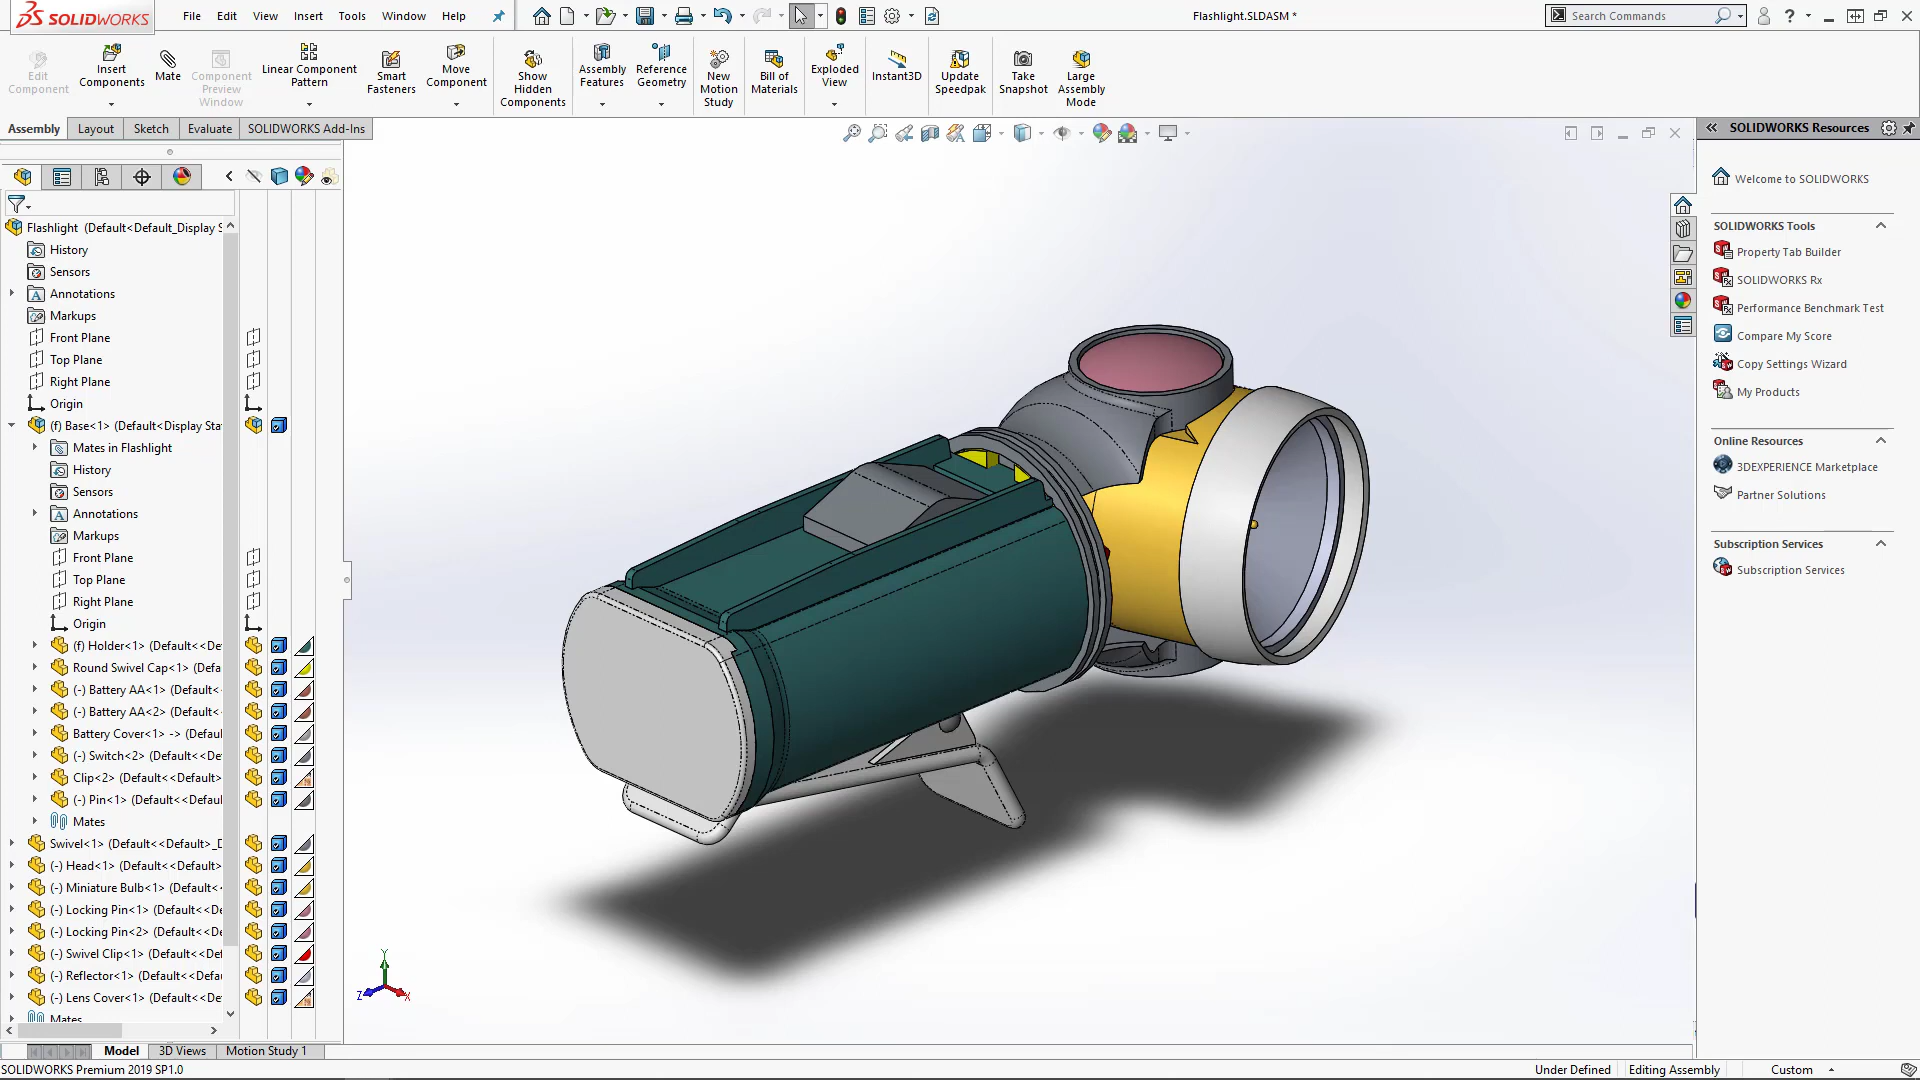 SOLIDWORKS
File Edit View Insert Tools Window Help
Flashlight.SLDASM *
Search Commands
Edit Component
Insert Components
Mate
Component Preview Window
Linear Component Pattern
Smart Fasteners
Move Component
Show Hidden Components
Assembly Features
Reference Geometry
New Motion Study
Bill of Materials
Exploded View
Instant3D
Update Speedpak
Take Snapshot
Large Assembly Mode
Assembly Layout Sketch Evaluate SOLIDWORKS Add-Ins
Flashlight (Default<Default_Display S
History
Sensors
Annotations
Markups
Front Plane
Top Plane
Right Plane
Origin
(f) Base<1> (Default<Display Sta
Mates in Flashlight
History
Sensors
Annotations
Markups
Front Plane
Top Plane
Right Plane
Origin
(f) Holder<1> (Default<<De
Round Swivel Cap<1> (Defa
(-) Battery AA<1> (Default<
(-) Battery AA<2> (Default<
Battery Cover<1> -> (Defaul
(-) Switch<2> (Default<<De
Clip<2> (Default<<Default>
(-) Pin<1> (Default<<Defaul
Mates
Swivel<1> (Default<<Default>_D
(-) Head<1> (Default<<Default>
(-) Miniature Bulb<1> (Default<
(-) Locking Pin<1> (Default<<De
(-) Locking Pin<2> (Default<<De
(-) Swivel Clip<1> (Default<<Def
(-) Reflector<1> (Default<<Defau
(-) Lens Cover<1> (Default<<De
Mates
Y
Z
X
SOLIDWORKS Resources
Welcome to SOLIDWORKS
SOLIDWORKS Tools
Property Tab Builder
SOLIDWORKS Rx
Performance Benchmark Test
Compare My Score
Copy Settings Wizard
My Products
Online Resources
3DEXPERIENCE Marketplace
Partner Solutions
Subscription Services
Subscription Services
Model 3D Views Motion Study 1
SOLIDWORKS Premium 2019 SP1.0
Under Defined Editing Assembly Custom